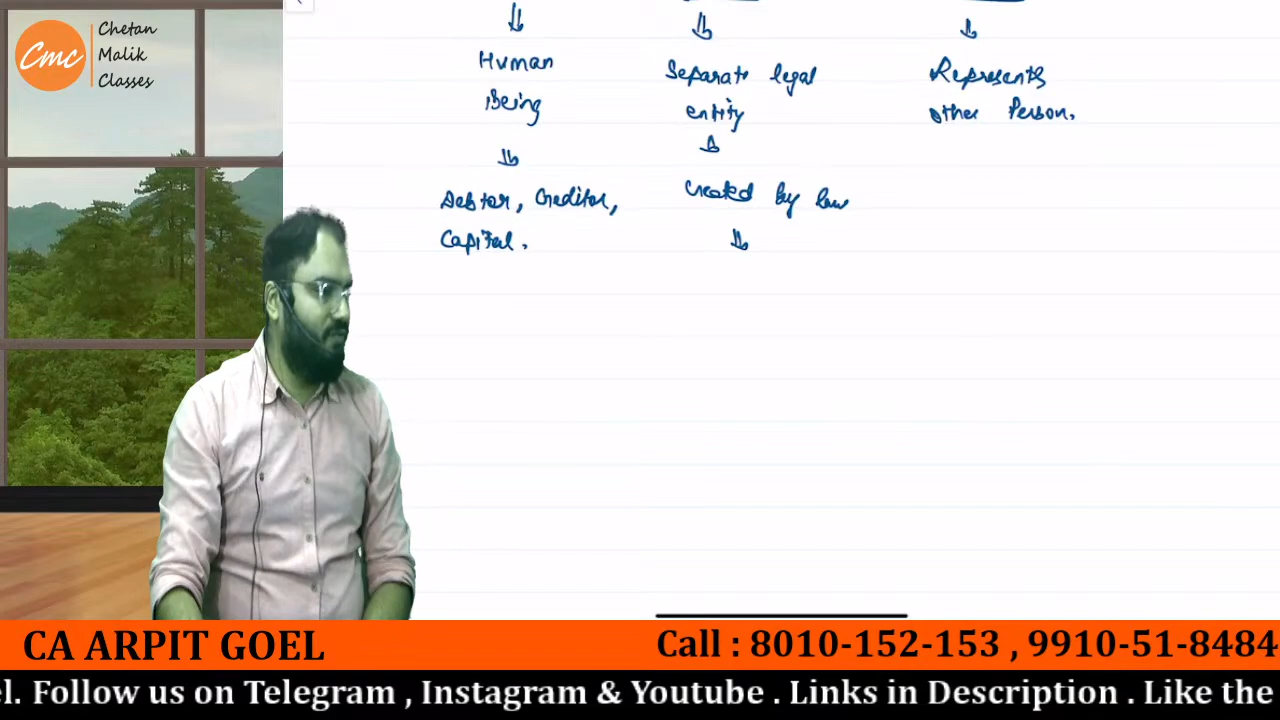 Cmc
Chetan
Malik
Classes
Human
Being
Debtor, Creditor,
Capital.
Separate legal
entity
Created by law
Represents
other Person.
CA ARPIT GOEL
Call : 8010-152-153 , 9910-51-8484
el. Follow us on Telegram , Instagram & Youtube . Links in Description . Like the